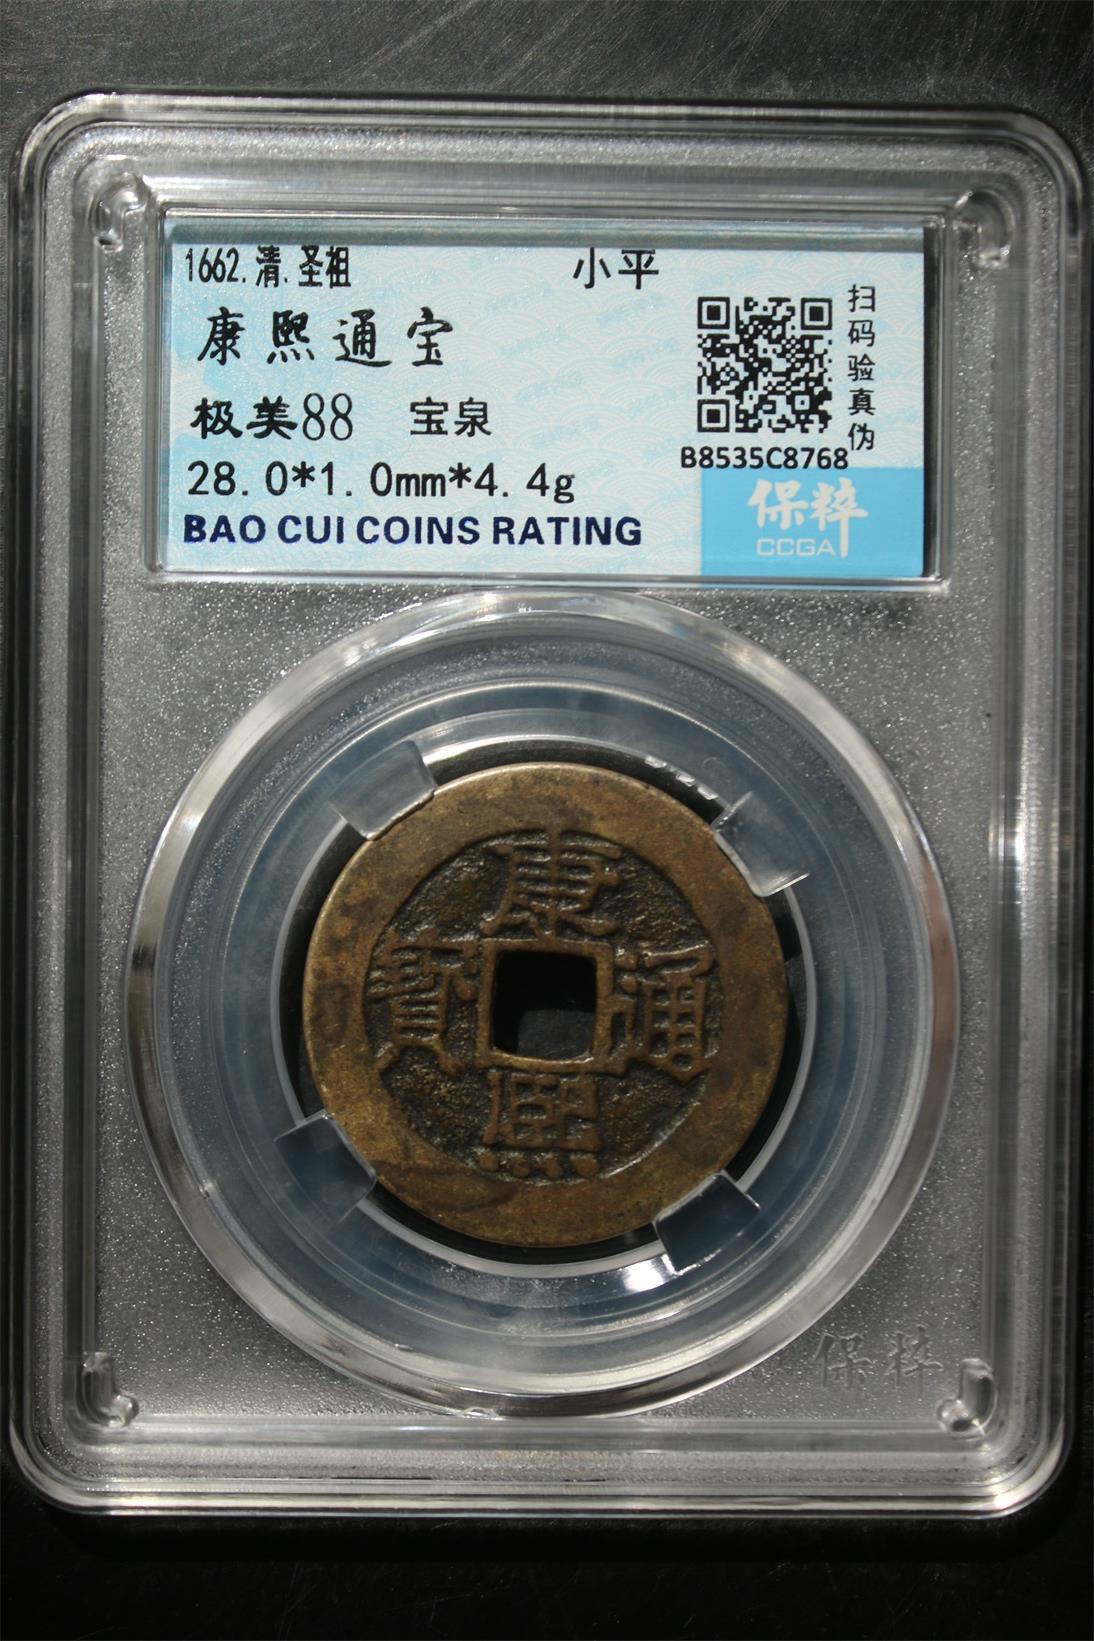 1662.清.圣祖 小平
康熙通宝
极美88 宝泉
28.0*1.0mm*4.4g
BAO CUI COINS RATING
扫码验真伪
B8535C8768
保粹
CCGA
康熙通寶
保粹